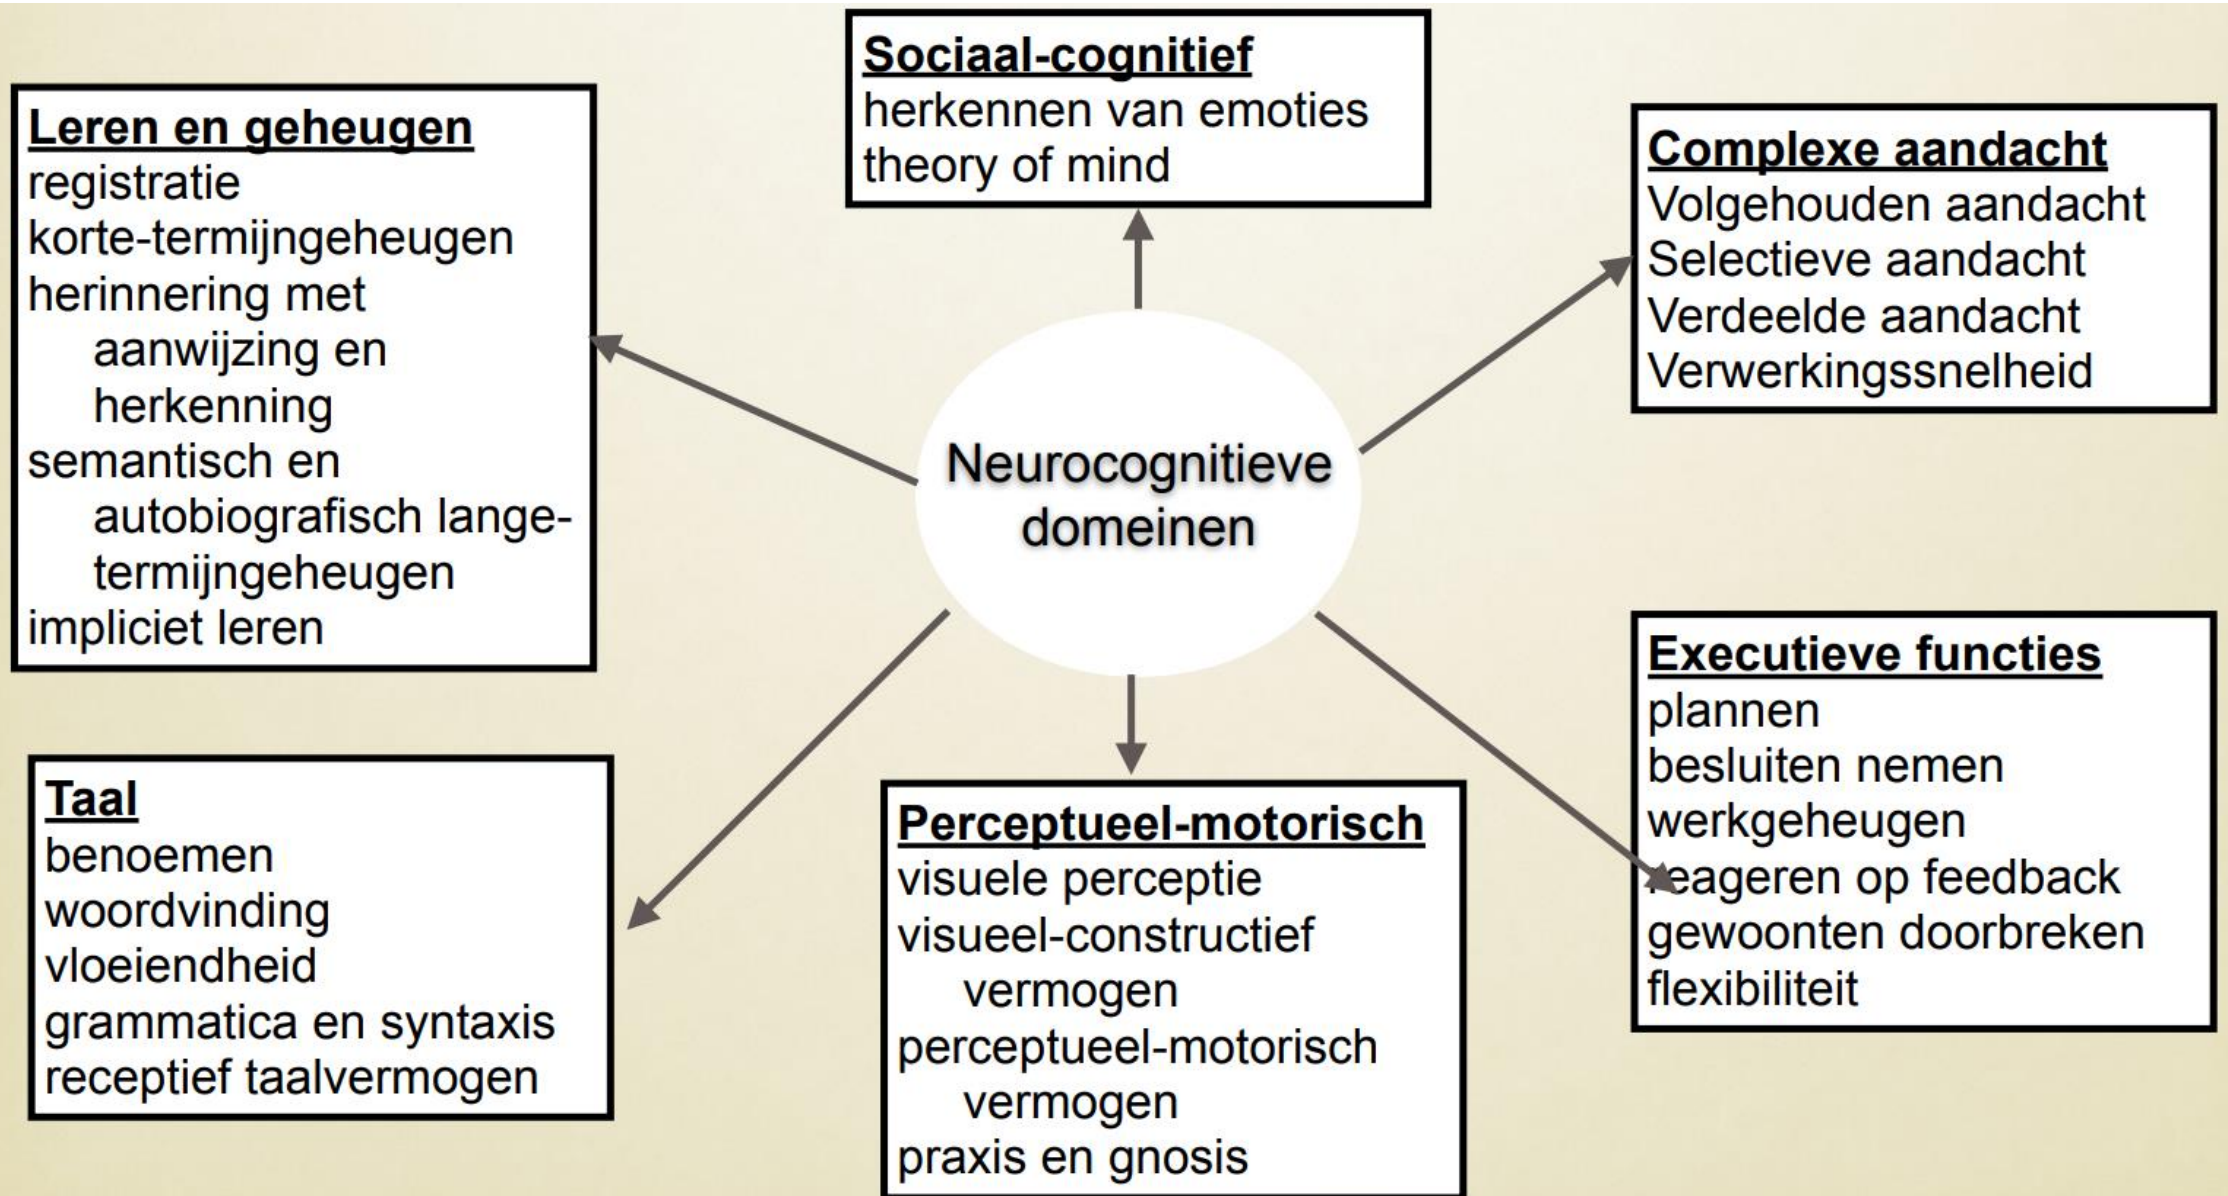 Sociaal-cognitief
herkennen van emoties
theory of mind
Leren en geheugen
registratie
korte-termijngeheugen
herinnering met
aanwijzing en
herkenning
semantisch en
autobiografisch lange-
termijngeheugen
impliciet leren
Complexe aandacht
Volgehouden aandacht
Selectieve aandacht
Verdeelde aandacht
Verwerkingssnelheid
Neurocognitieve
domeinen
Executieve functies
plannen
besluiten nemen
werkgeheugen
reageren op feedback
gewoonten doorbreken
flexibiliteit
Taal
benoemen
woordvinding
vloeiendheid
grammatica en syntaxis
receptief taalvermogen
Perceptueel-motorisch
visuele perceptie
visueel-constructief
vermogen
perceptueel-motorisch
vermogen
praxis en gnosis